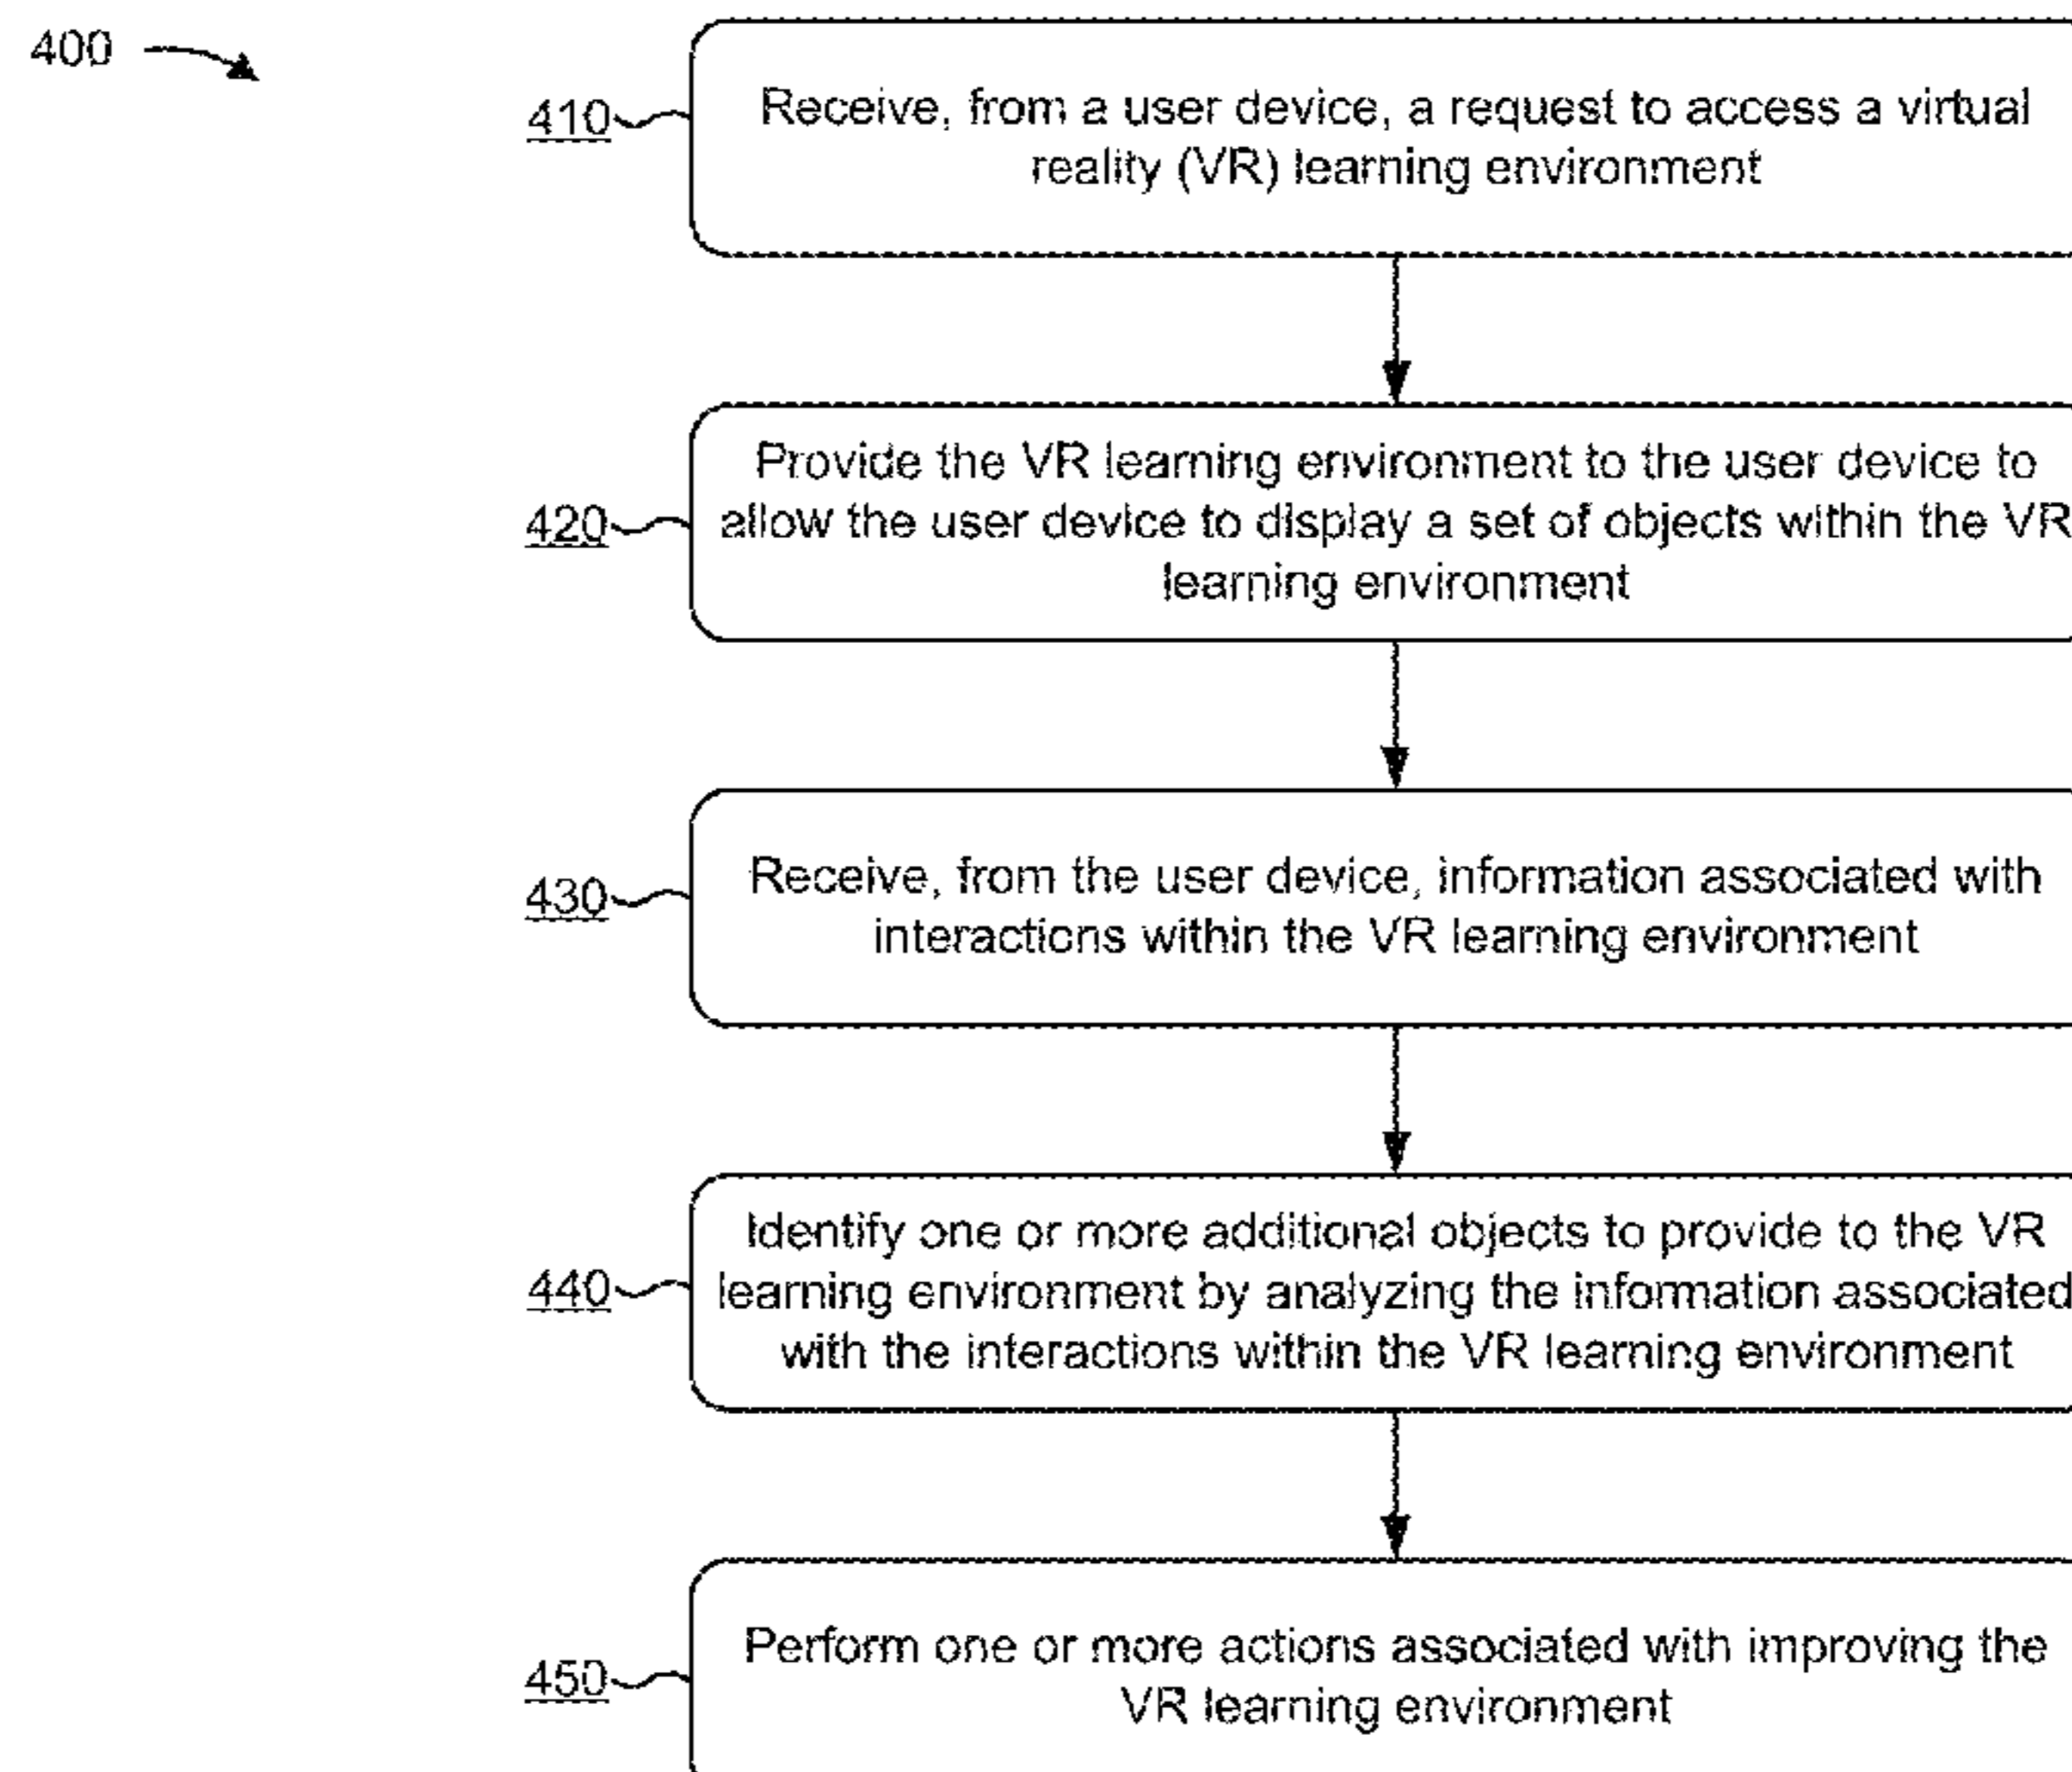 400
410
Receive, from a user device, a request to access a virtual
reality (VR) learning environment
420
Provide the VR learning environment to the user device to
allow the user device to display a set of objects within the VR
learning environment
430
Receive, from the user device, information associated with
interactions within the VR learning environment
440
Identify one or more additional objects to provide to the VR
learning environment by analyzing the information associated
with the interactions within the VR learning environment
450
Perform one or more actions associated with improving the
VR learning environment